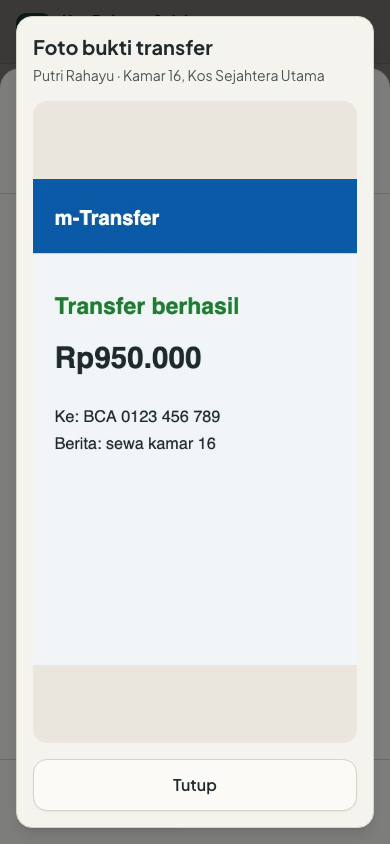 Foto bukti transfer
Putri Rahayu · Kamar 16, Kos Sejahtera Utama
m-Transfer
Transfer berhasil
Rp950.000
Ke: BCA 0123 456 789
Berita: sewa kamar 16
Tutup